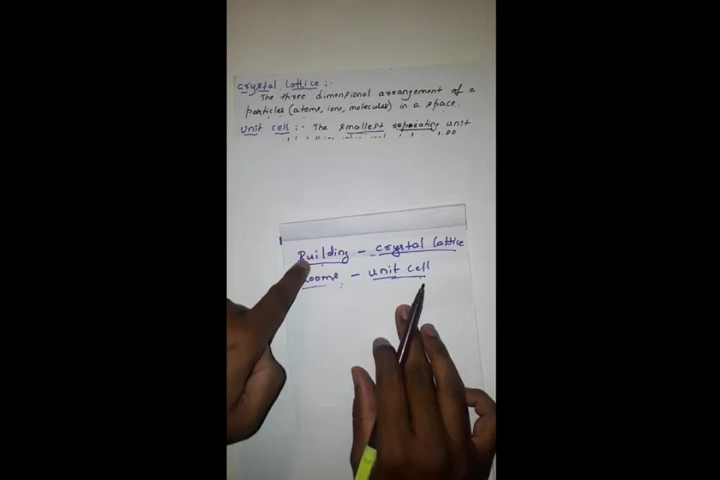 crystal lattice :-
The three dimensional arrangement of a
particles (atoms, ions, molecules) in a space.
Unit cell :- The smallest repeating unit
Building - crystal lattice
Rooms - unit cell